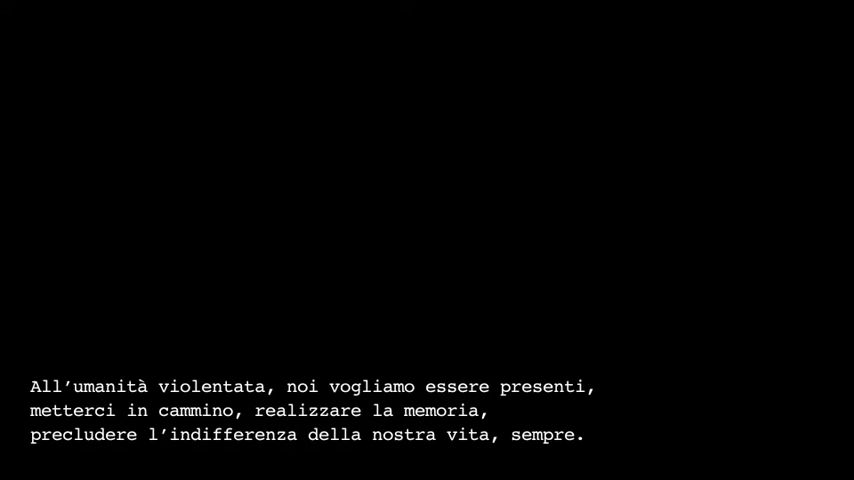 All’umanità violentata, noi vogliamo essere presenti,
metterci in cammino, realizzare la memoria,
precludere l’indifferenza della nostra vita, sempre.